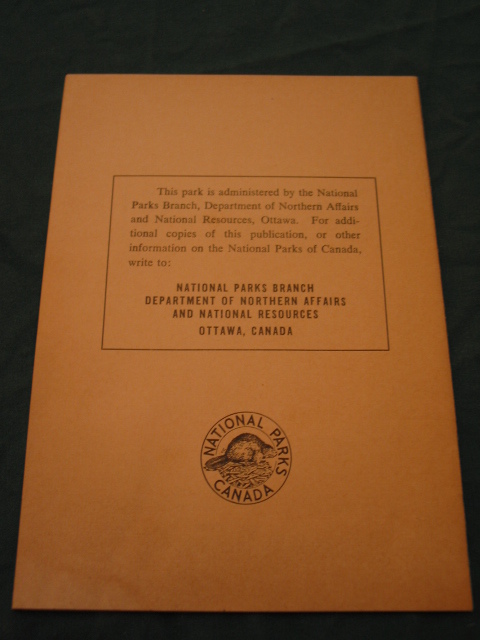 This park is administered by the National
Parks Branch, Department of Northern Affairs
and National Resources, Ottawa. For addi-
tional copies of this publication, or other
information on the National Parks of Canada,
write to:
NATIONAL PARKS BRANCH
DEPARTMENT OF NORTHERN AFFAIRS
AND NATIONAL RESOURCES
OTTAWA, CANADA
NATIONAL PARKS
CANADA